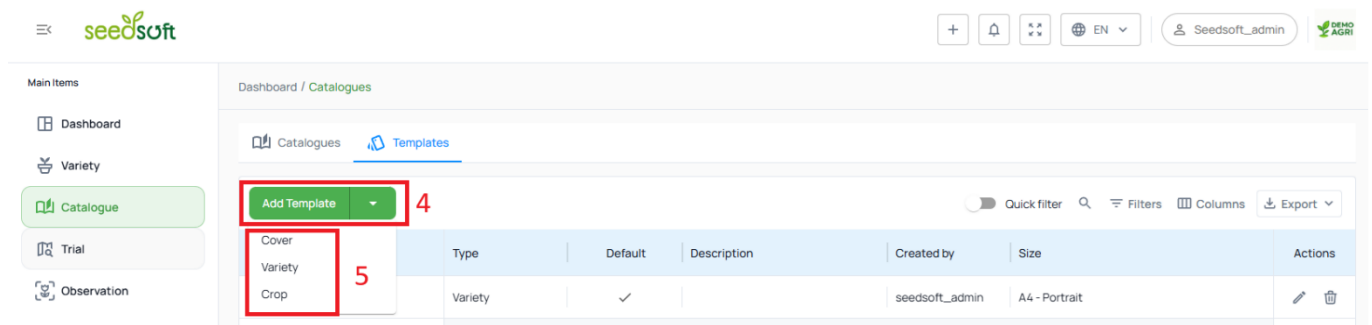 seedsoft
EN
Seedsoft_admin
DEMO AGRI
Main Items
Dashboard
Variety
Catalogue
Trial
Observation
Dashboard / Catalogues
Catalogues
Templates
Add Template
4
Quick filter
Filters
Columns
Export
Cover
Variety
Crop
5
Type
Default
Description
Created by
Size
Actions
Variety
seedsoft_admin
A4 - Portrait